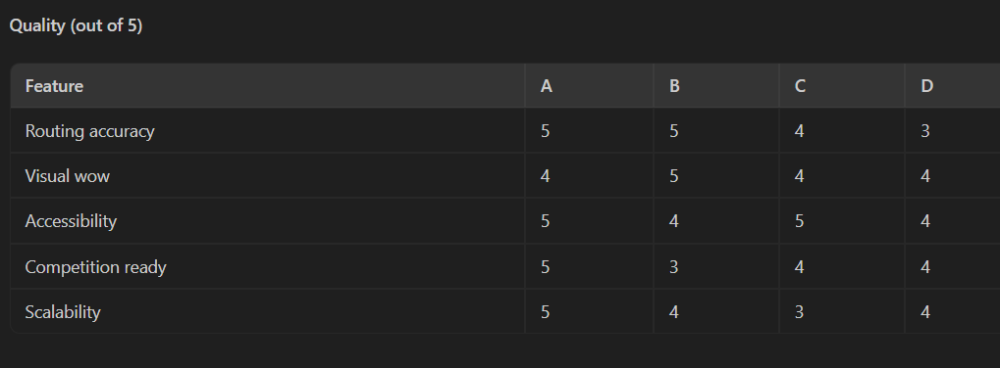 Quality (out of 5)
Feature A B C D
Routing accuracy 5 5 4 3
Visual wow 4 5 4 4
Accessibility 5 4 5 4
Competition ready 5 3 4 4
Scalability 5 4 3 4